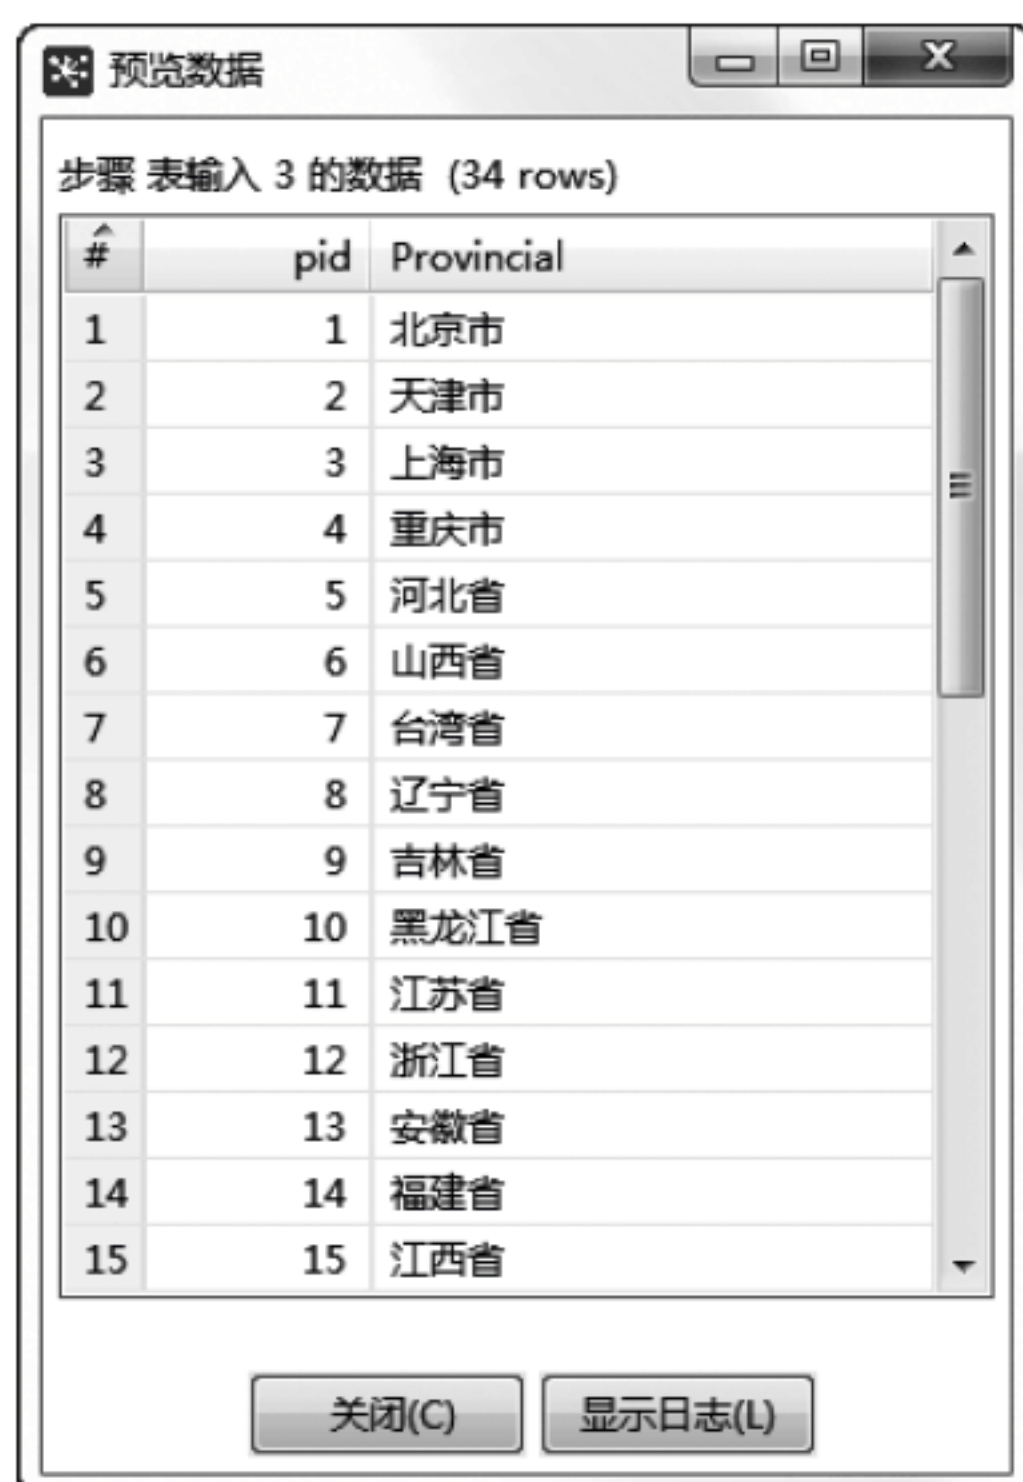 预览数据
步骤 表输入 3 的数据 (34 rows)
# pid Provincial
1 1 北京市
2 2 天津市
3 3 上海市
4 4 重庆市
5 5 河北省
6 6 山西省
7 7 台湾省
8 8 辽宁省
9 9 吉林省
10 10 黑龙江省
11 11 江苏省
12 12 浙江省
13 13 安徽省
14 14 福建省
15 15 江西省
关闭(C) 显示日志(L)